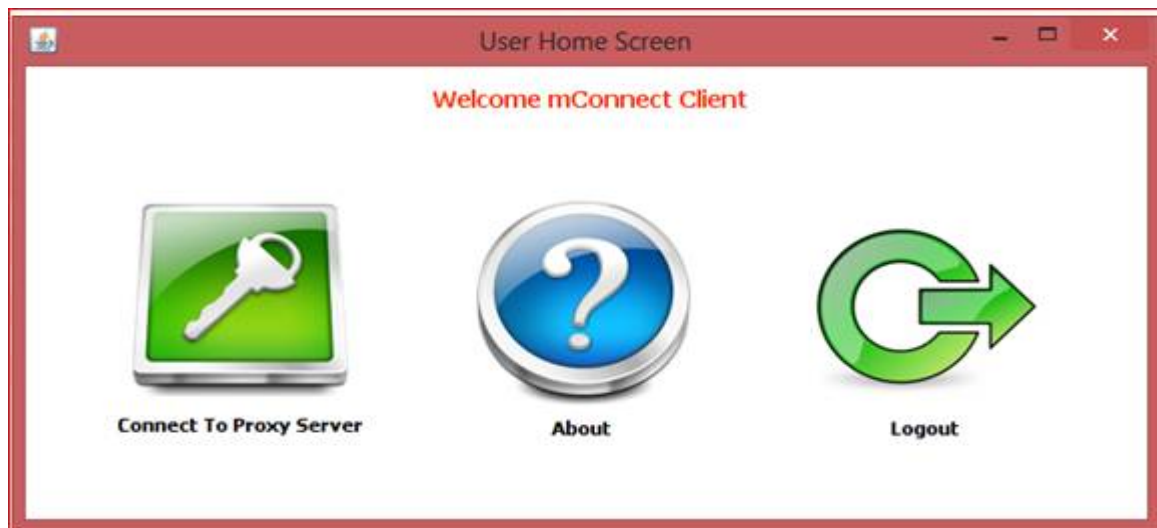 User Home Screen
Welcome mConnect Client
Connect To Proxy Server
About
Logout